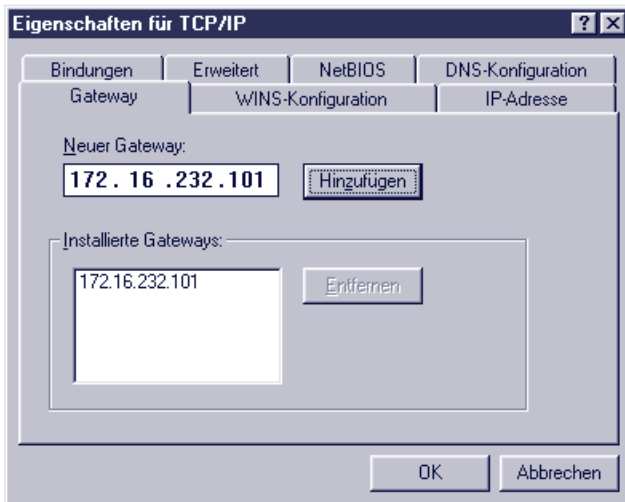 Eigenschaften für TCP/IP
Bindungen Erweitert NetBIOS DNS-Konfiguration
Gateway WINS-Konfiguration IP-Adresse
Neuer Gateway:
172. 16 .232.101 Hinzufügen
Installierte Gateways:
172.16.232.101 Entfernen
OK Abbrechen